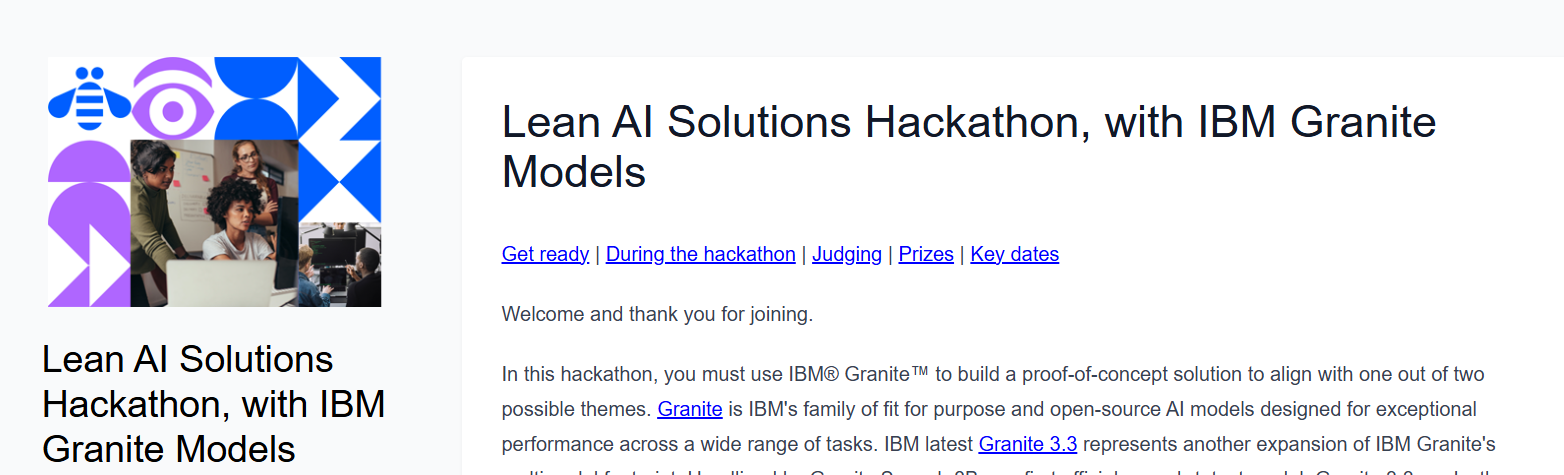 Lean AI Solutions
Hackathon, with IBM
Granite Models
Lean AI Solutions Hackathon, with IBM Granite
Models
Get ready | During the hackathon | Judging | Prizes | Key dates
Welcome and thank you for joining.
In this hackathon, you must use IBM® Granite™ to build a proof-of-concept solution to align with one out of two
possible themes. Granite is IBM's family of fit for purpose and open-source AI models designed for exceptional
performance across a wide range of tasks. IBM latest Granite 3.3 represents another expansion of IBM Granite's